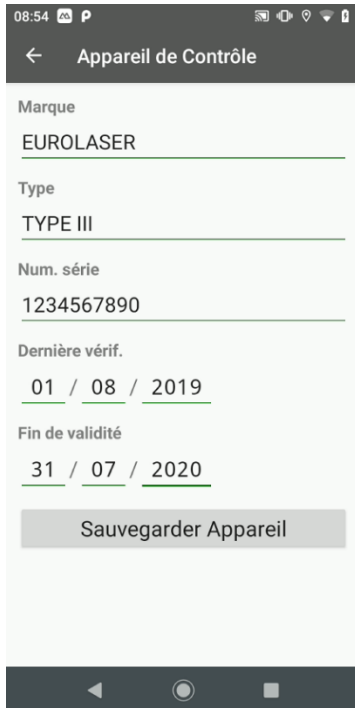 08:54
Appareil de Contrôle
Marque
EUROLASER
Type
TYPE III
Num. série
1234567890
Dernière vérif.
01 / 08 / 2019
Fin de validité
31 / 07 / 2020
Sauvegarder Appareil